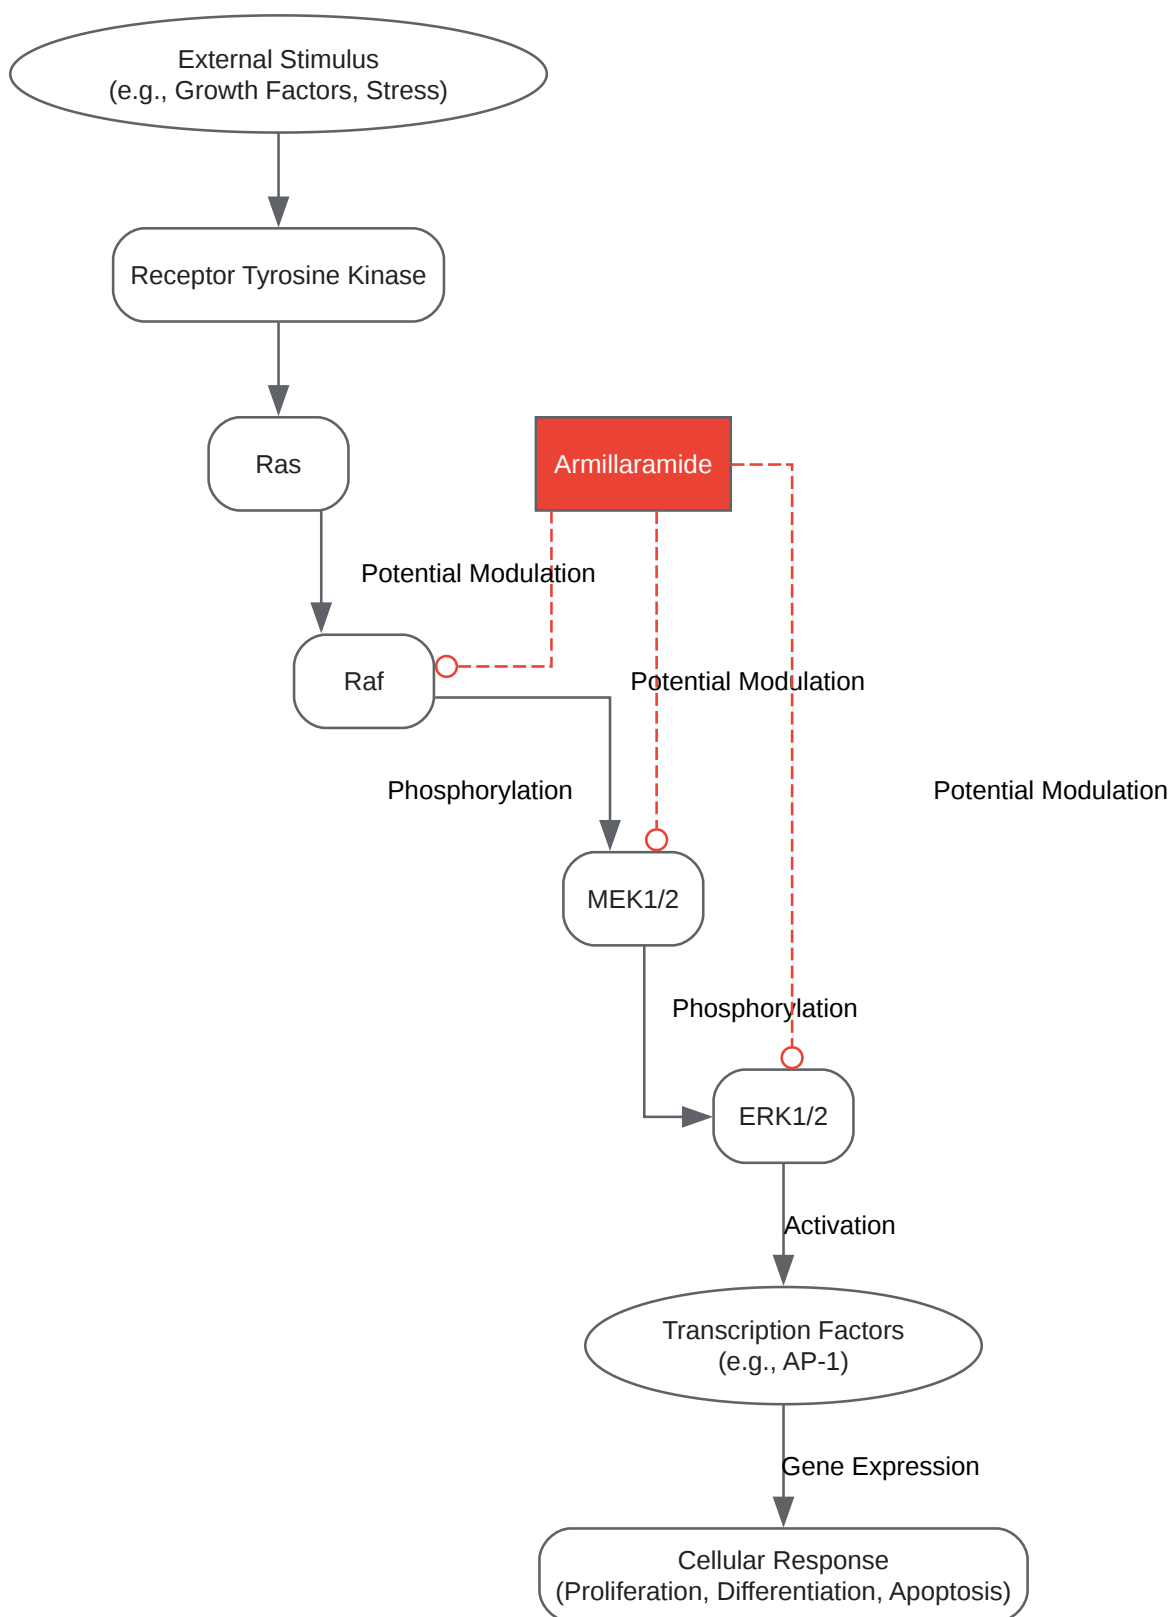 External Stimulus
(e.g., Growth Factors, Stress)
Receptor Tyrosine Kinase
Ras
Armillaramide
Potential Modulation
Raf
Potential Modulation
Phosphorylation
Potential Modulation
MEK1/2
Phosphorylation
ERK1/2
Activation
Transcription Factors
(e.g., AP-1)
Gene Expression
Cellular Response
(Proliferation, Differentiation, Apoptosis)